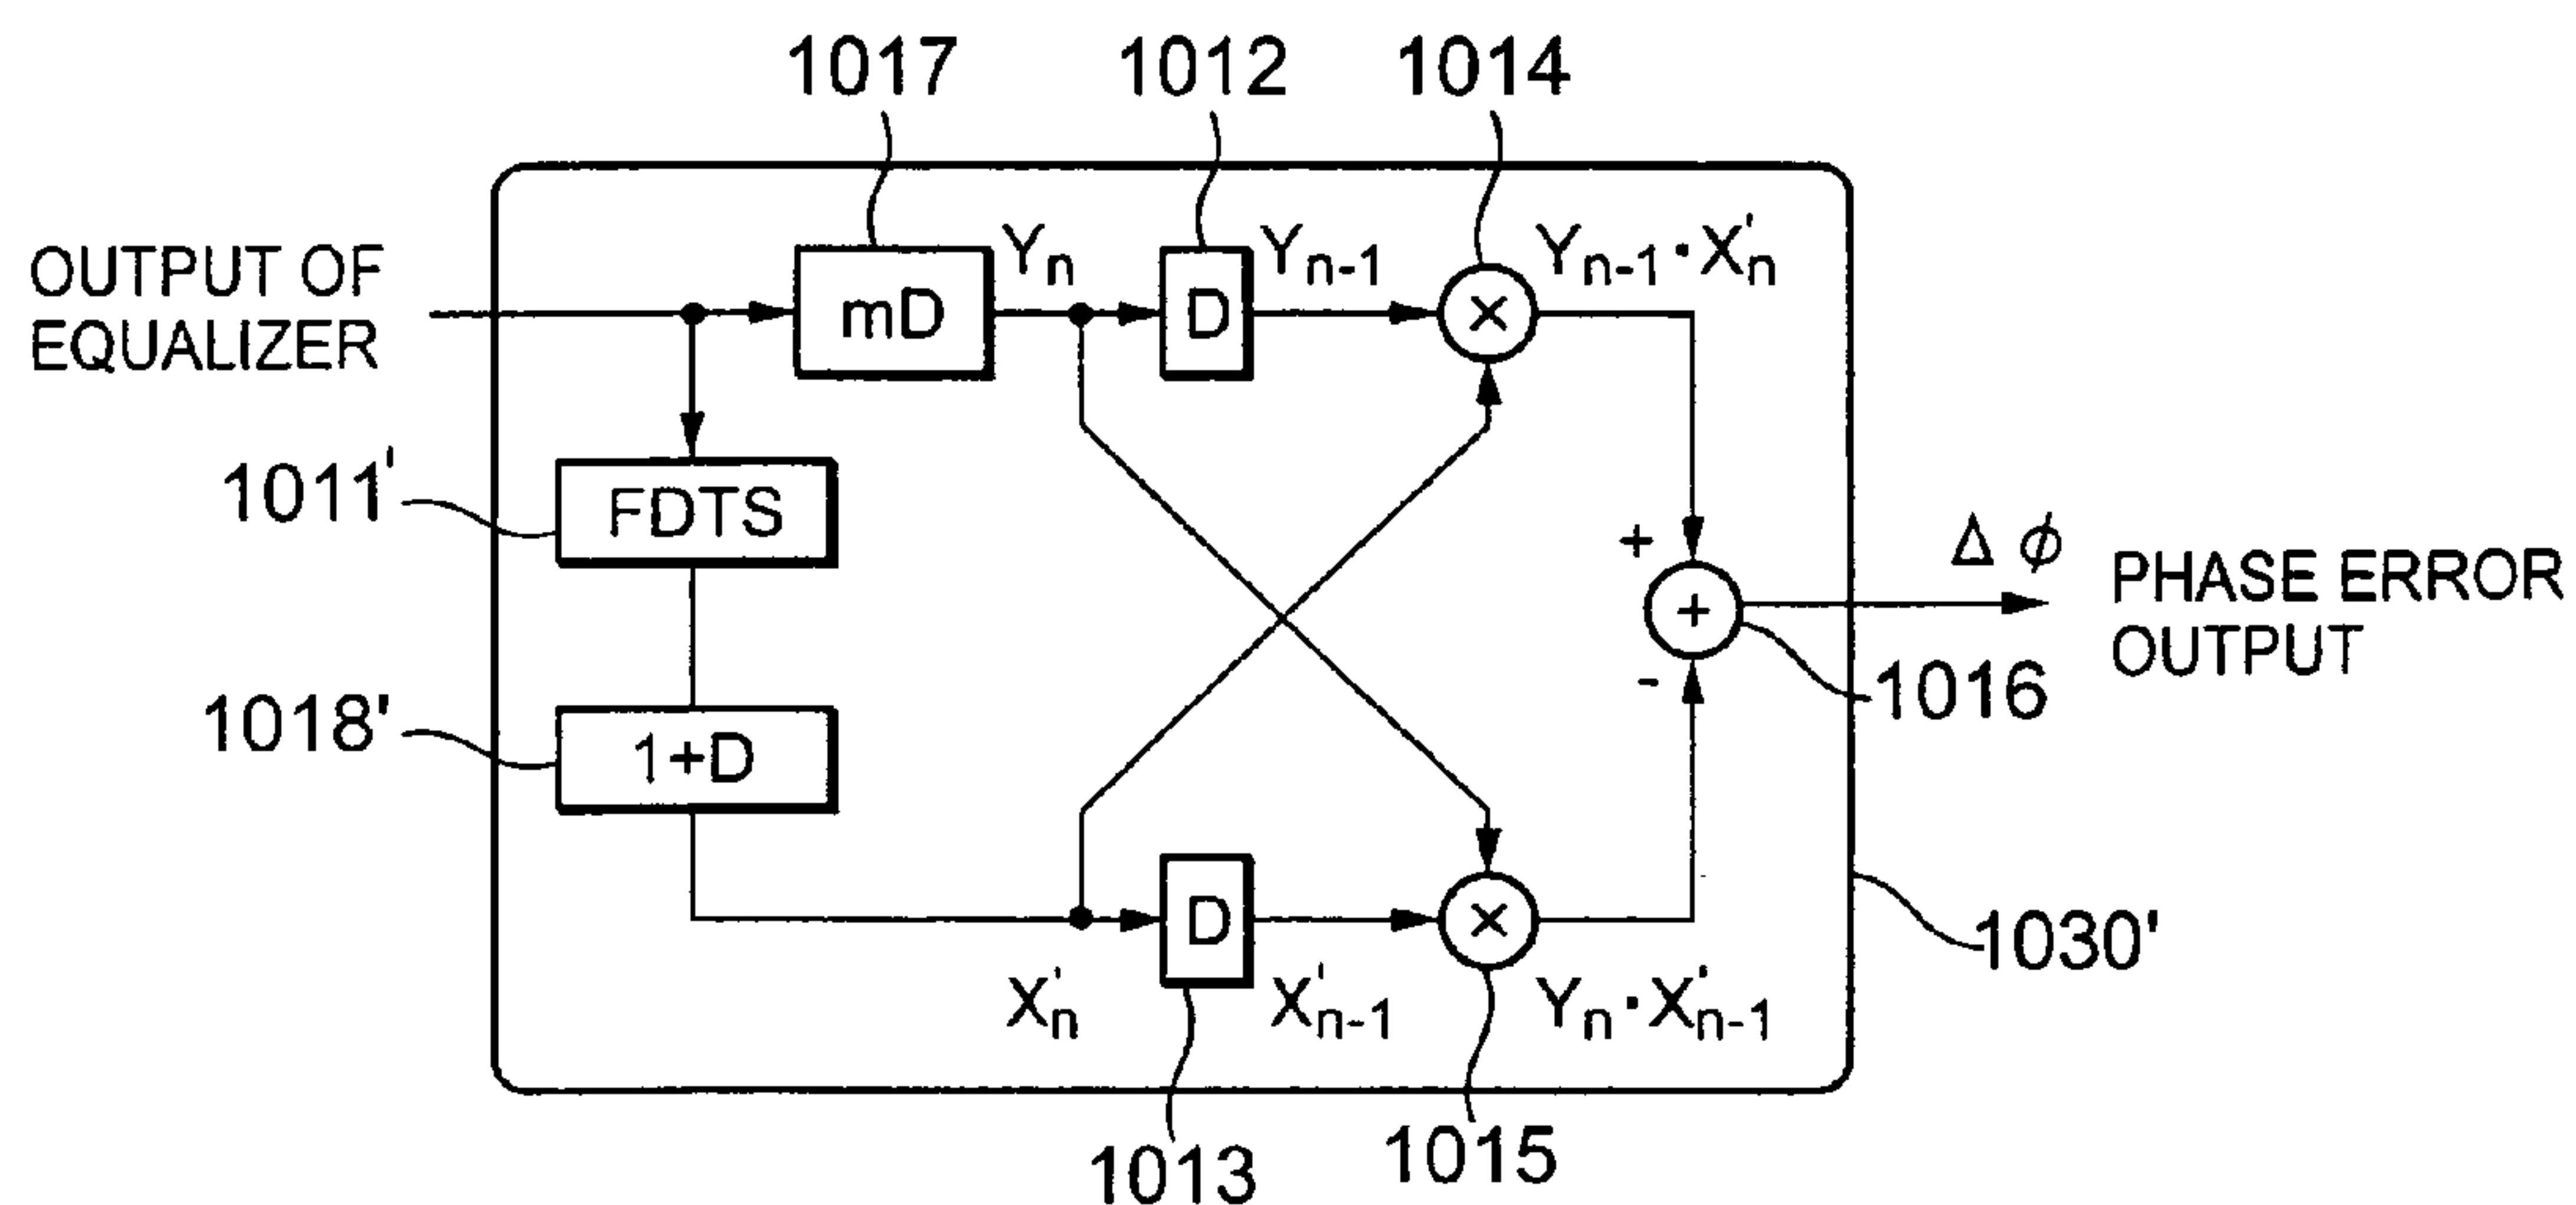 1017
1012
1014
OUTPUT OF
EQUALIZER
mD
Yn
D
Yn-1
×
Yn-1·X'n
1011'
FDTS
+
Δϕ
PHASE ERROR
OUTPUT
+
-
1016
1018'
1+D
X'n
D
X'n-1
×
Yn·X'n-1
1030'
1013
1015